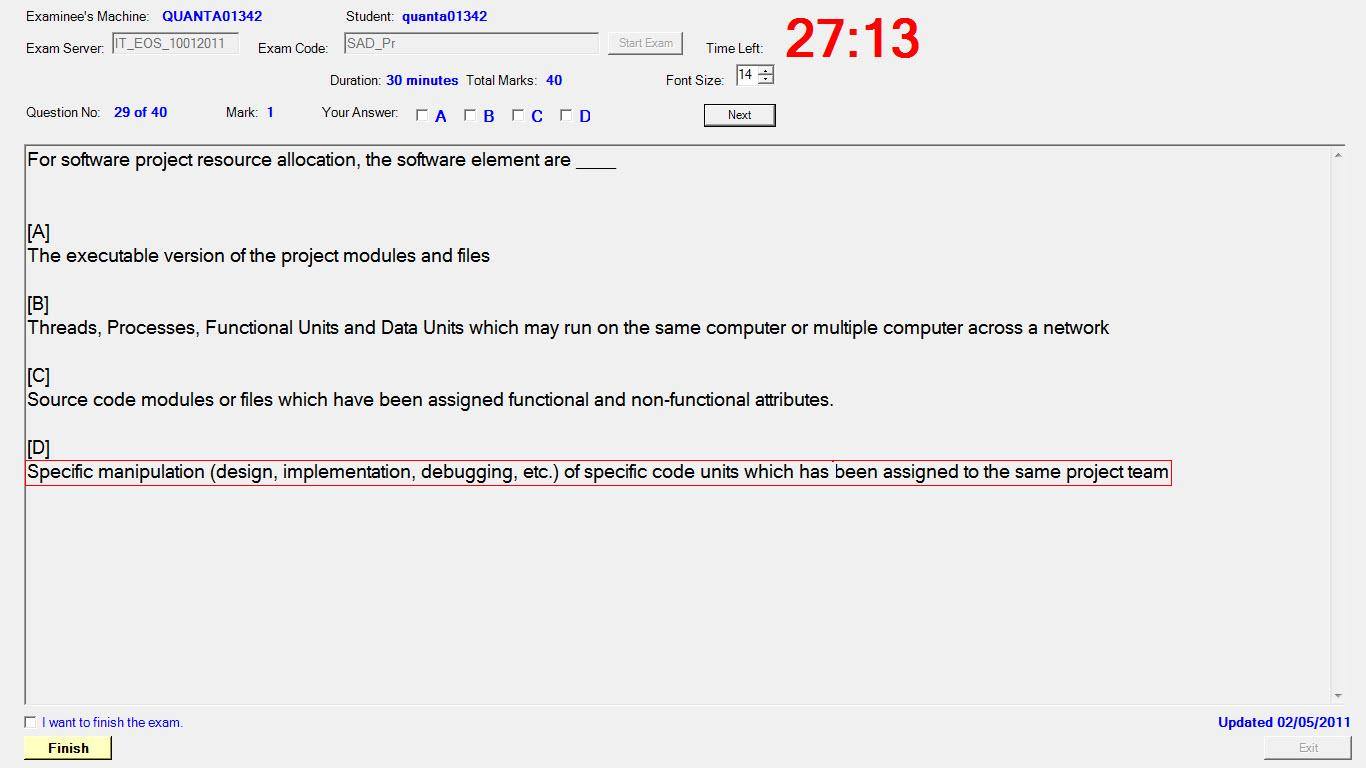 Examinee's Machine: QUANTA01342 Student: quanta01342
Exam Server: IT_EOS_10012011 Exam Code: SAD_Pr Start Exam Time Left: 27:13
Duration: 30 minutes Total Marks: 40 Font Size: 14
Question No: 29 of 40 Mark: 1 Your Answer: A B C D Next
For software project resource allocation, the software element are ____
[A]
The executable version of the project modules and files
[B]
Threads, Processes, Functional Units and Data Units which may run on the same computer or multiple computer across a network
[C]
Source code modules or files which have been assigned functional and non-functional attributes.
[D]
Specific manipulation (design, implementation, debugging, etc.) of specific code units which has been assigned to the same project team
I want to finish the exam. Updated 02/05/2011
Finish Exit